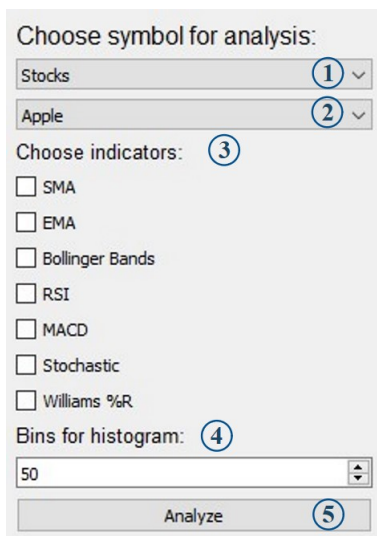 Choose symbol for analysis:
Stocks 1
Apple 2
Choose indicators: 3
SMA
EMA
Bollinger Bands
RSI
MACD
Stochastic
Williams %R
Bins for histogram: 4
50
Analyze 5